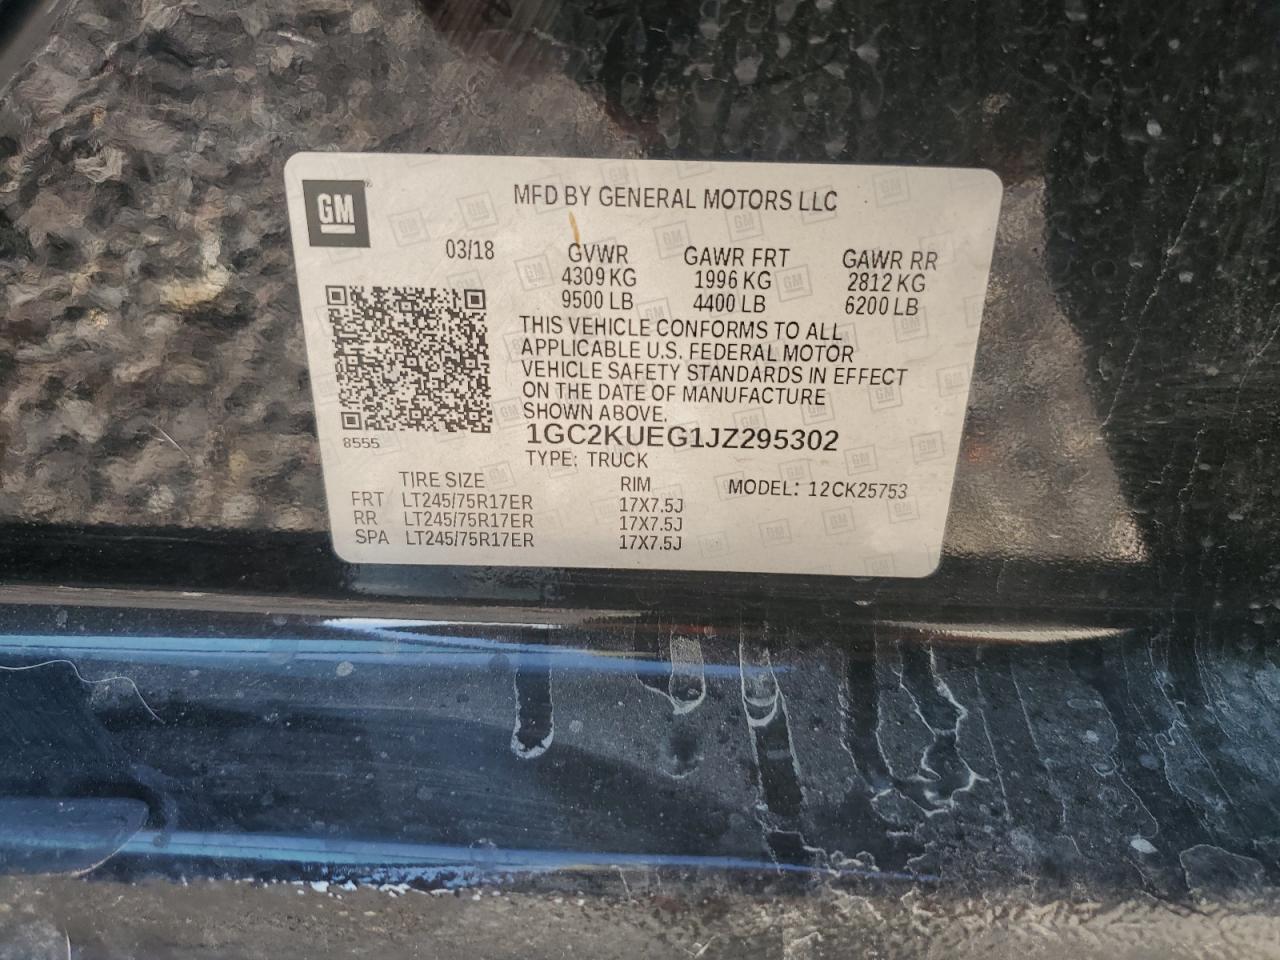 GM
MFD BY GENERAL MOTORS LLC
03/18 GVWR GAWR FRT GAWR RR
4309 KG 1996 KG 2812 KG
9500 LB 4400 LB 6200 LB
THIS VEHICLE CONFORMS TO ALL
APPLICABLE U.S. FEDERAL MOTOR
VEHICLE SAFETY STANDARDS IN EFFECT
ON THE DATE OF MANUFACTURE
SHOWN ABOVE.
8555
1GC2KUEG1JZ295302
TYPE: TRUCK
TIRE SIZE RIM MODEL: 12CK25753
FRT LT245/75R17ER 17X7.5J
RR LT245/75R17ER 17X7.5J
SPA LT245/75R17ER 17X7.5J